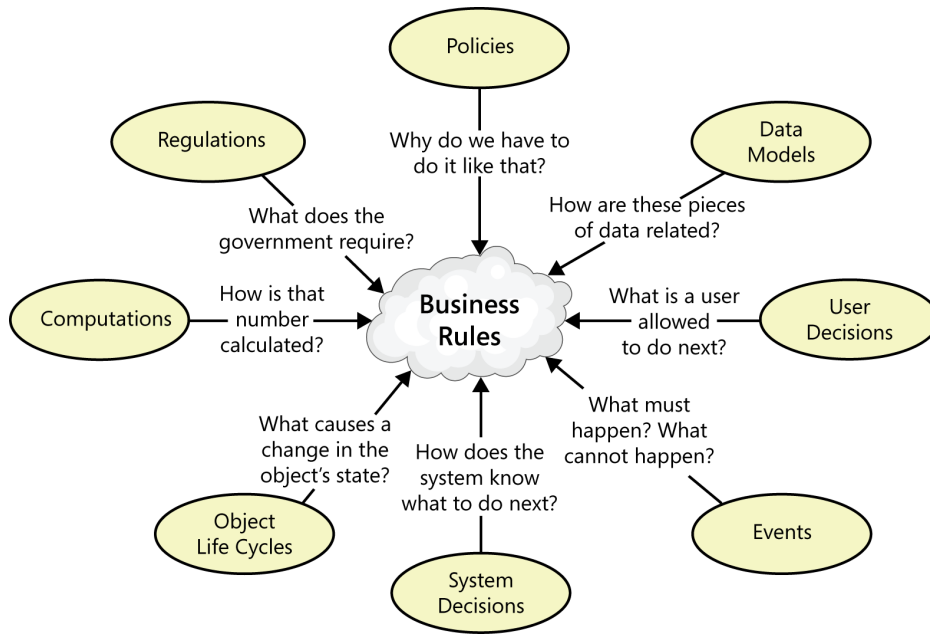 Policies
Why do we have to
do it like that?
Regulations
What does the
government require?
Data
Models
How are these pieces
of data related?
Computations
How is that
number
calculated?
Business
Rules
What is a user
allowed
to do next?
User
Decisions
What causes a
change in the
object's state?
Object
Life Cycles
How does the
system know
what to do next?
System
Decisions
What must
happen? What
cannot happen?
Events